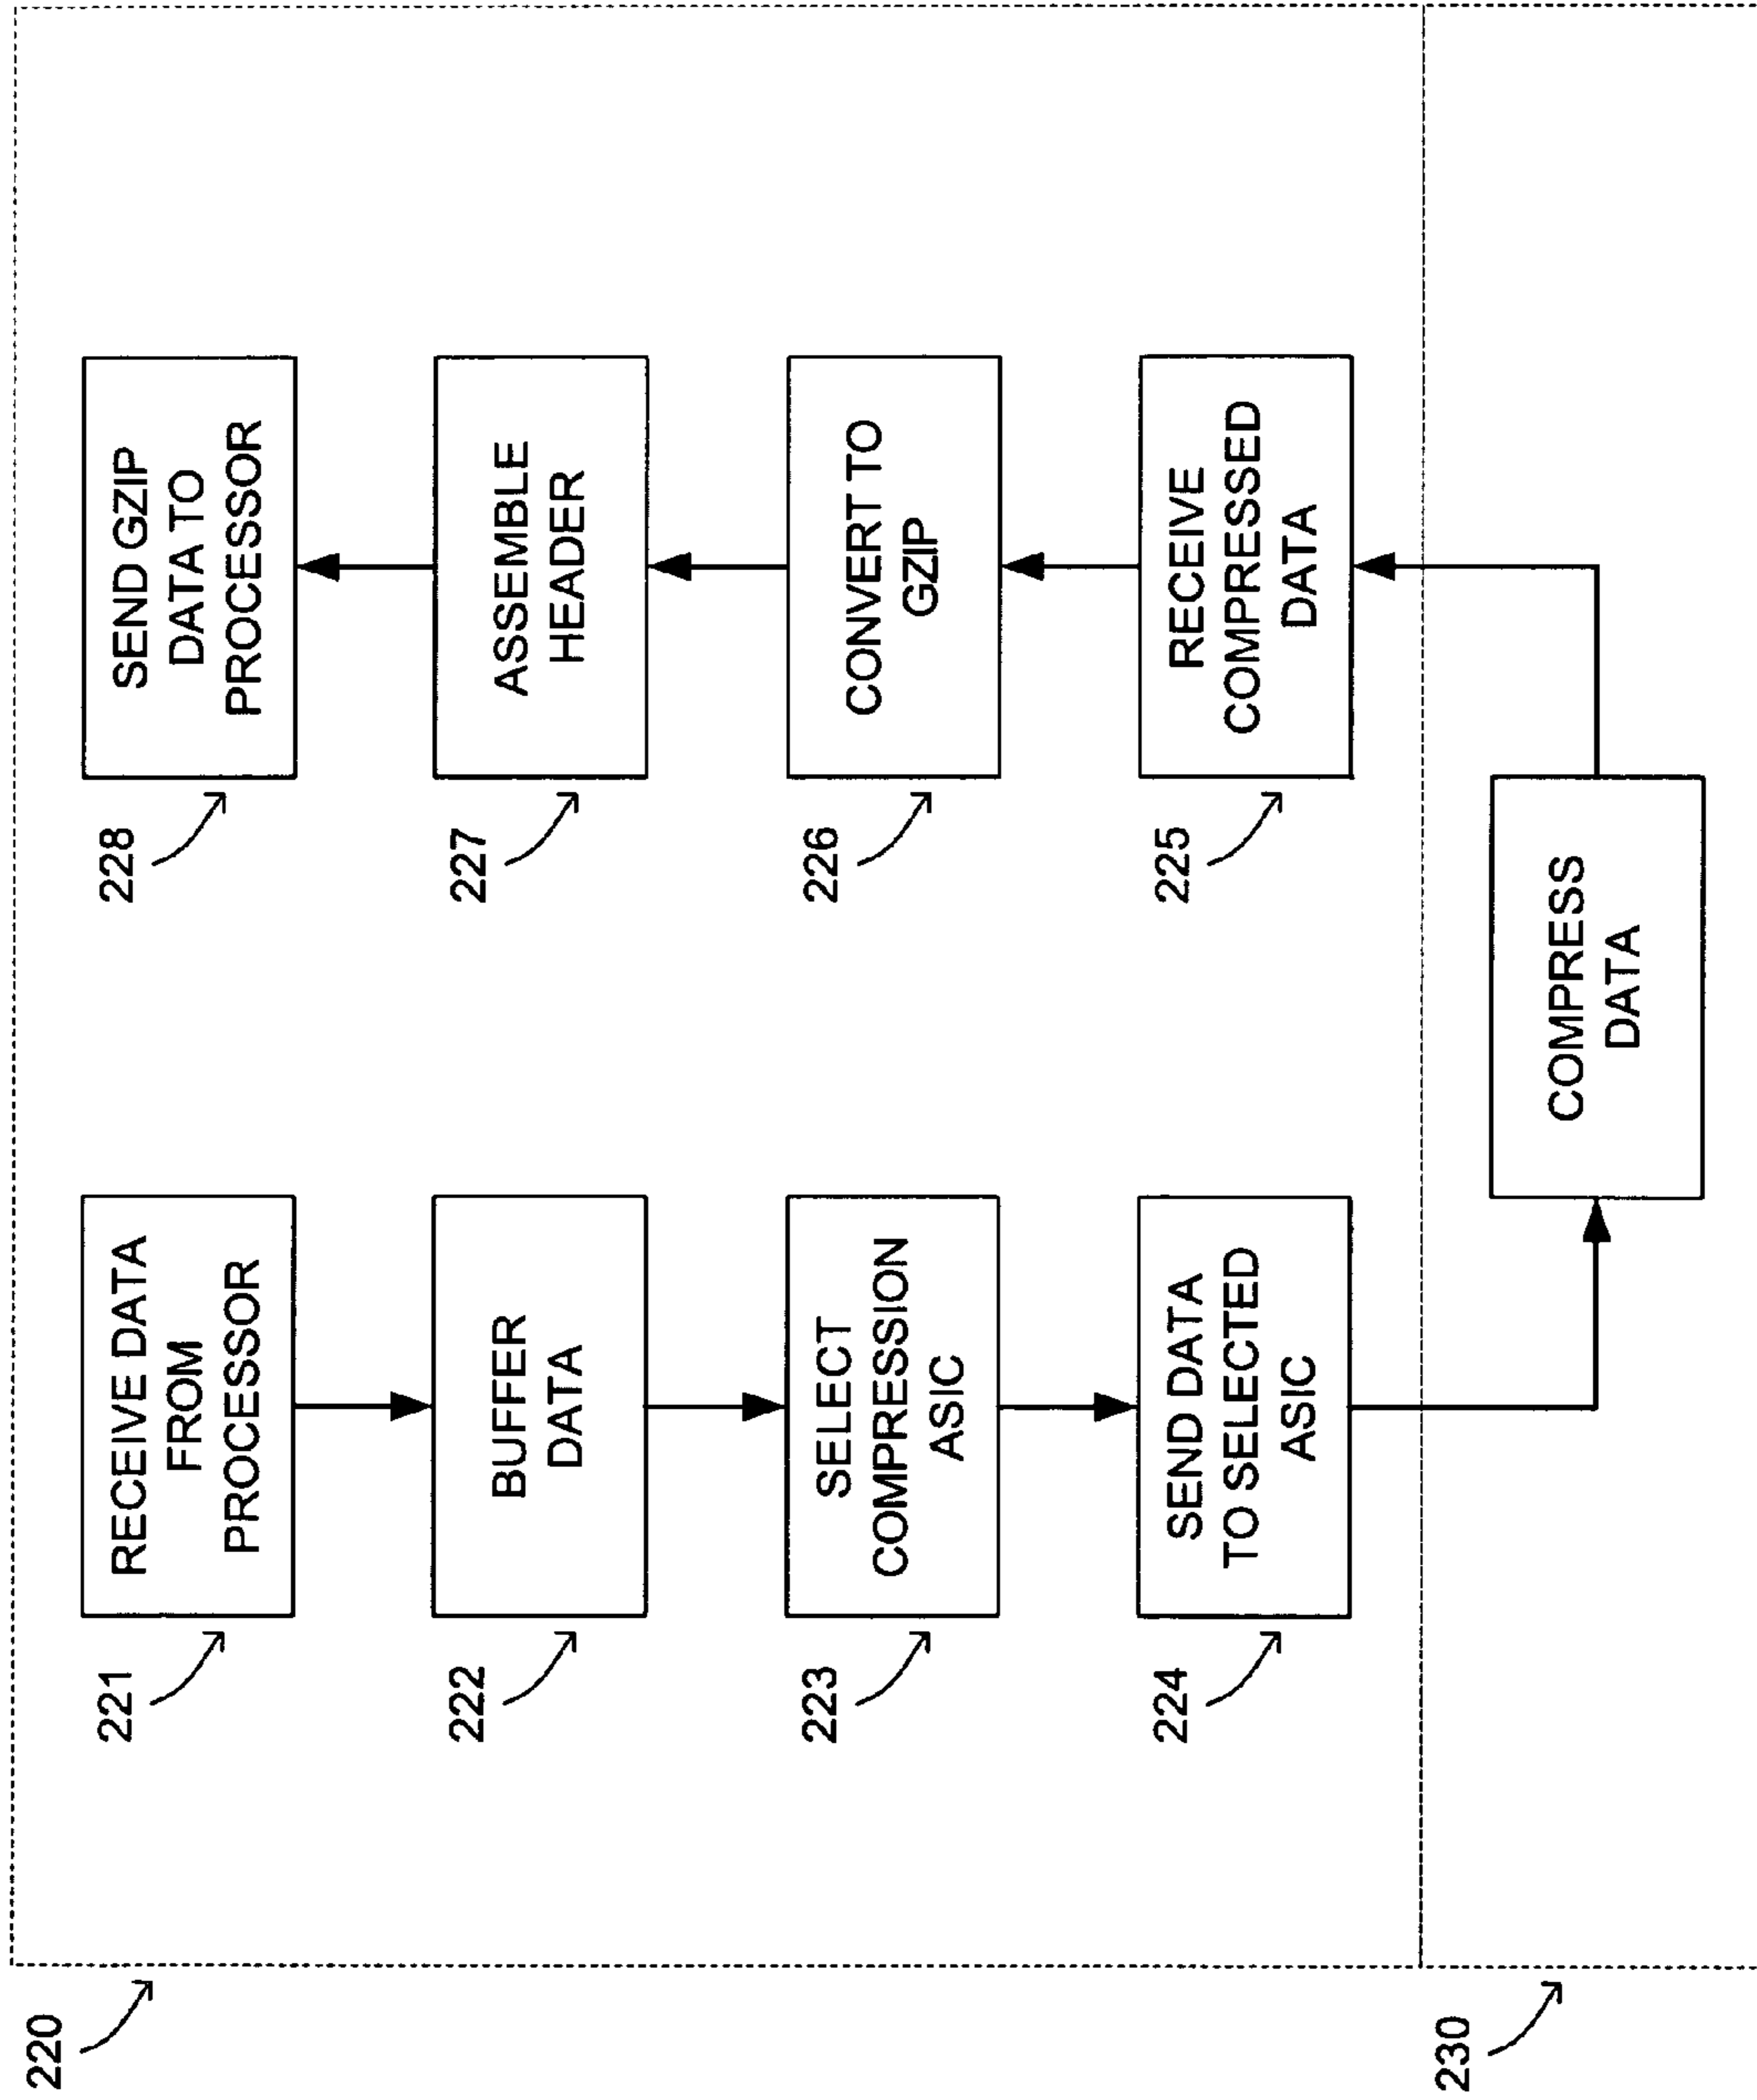 220
221
RECEIVE DATA
FROM
PROCESSOR
222
BUFFER
DATA
223
SELECT
COMPRESSION
ASIC
224
SEND DATA
TO SELECTED
ASIC
228
SEND GZIP
DATA TO
PROCESSOR
227
ASSEMBLE
HEADER
226
CONVERT TO
GZIP
225
RECEIVE
COMPRESSED
DATA
230
COMPRESS
DATA